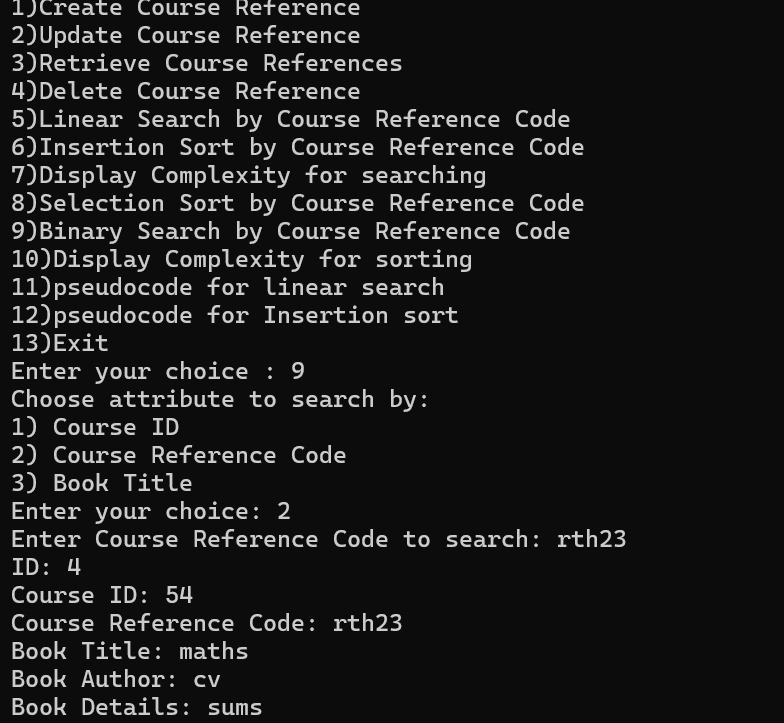 1)Create Course Reference
2)Update Course Reference
3)Retrieve Course References
4)Delete Course Reference
5)Linear Search by Course Reference Code
6)Insertion Sort by Course Reference Code
7)Display Complexity for searching
8)Selection Sort by Course Reference Code
9)Binary Search by Course Reference Code
10)Display Complexity for sorting
11)pseudocode for linear search
12)pseudocode for Insertion sort
13)Exit
Enter your choice : 9
Choose attribute to search by:
1) Course ID
2) Course Reference Code
3) Book Title
Enter your choice: 2
Enter Course Reference Code to search: rth23
ID: 4
Course ID: 54
Course Reference Code: rth23
Book Title: maths
Book Author: cv
Book Details: sums